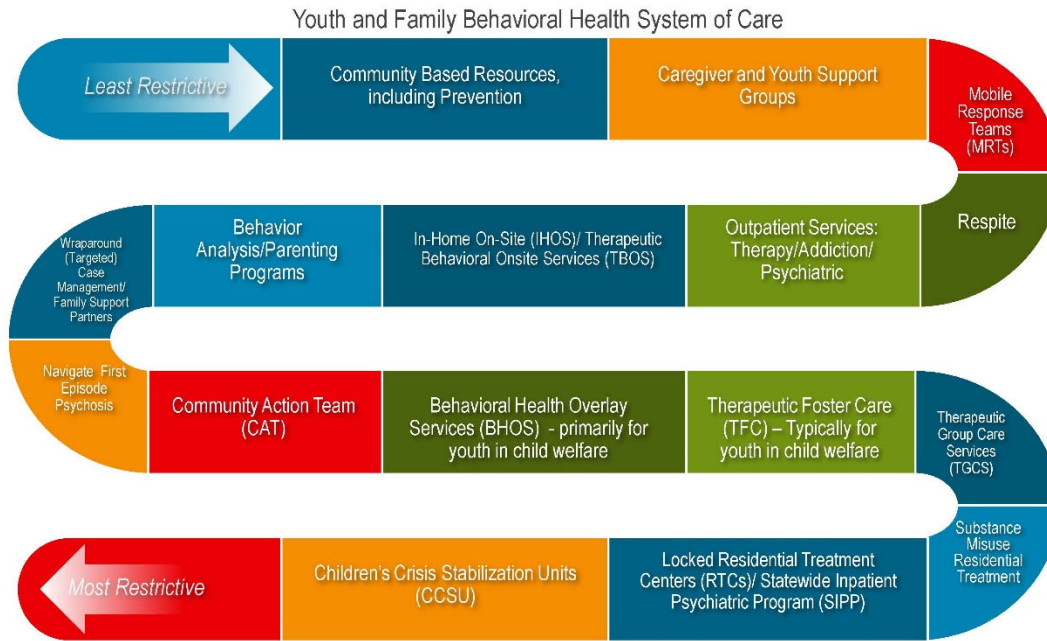 Youth and Family Behavioral Health System of Care
Least Restrictive
Community Based Resources,
including Prevention
Caregiver and Youth Support
Groups
Mobile
Response
Teams
(MRTs)
Respite
Outpatient Services:
Therapy/Addiction/
Psychiatric
In-Home On-Site (IHOS)/ Therapeutic
Behavioral Onsite Services (TBOS)
Behavior
Analysis/Parenting
Programs
Wraparound
(Targeted)
Case
Management/
Family Support
Partners
Navigate First
Episode
Psychosis
Community Action Team
(CAT)
Behavioral Health Overlay
Services (BHOS) - primarily for
youth in child welfare
Therapeutic Foster Care
(TFC) – Typically for
youth in child welfare
Therapeutic
Group Care
Services
(TGCS)
Substance
Misuse
Residential
Treatment
Locked Residential Treatment
Centers (RTCs)/ Statewide Inpatient
Psychiatric Program (SIPP)
Children's Crisis Stabilization Units
(CCSU)
Most Restrictive